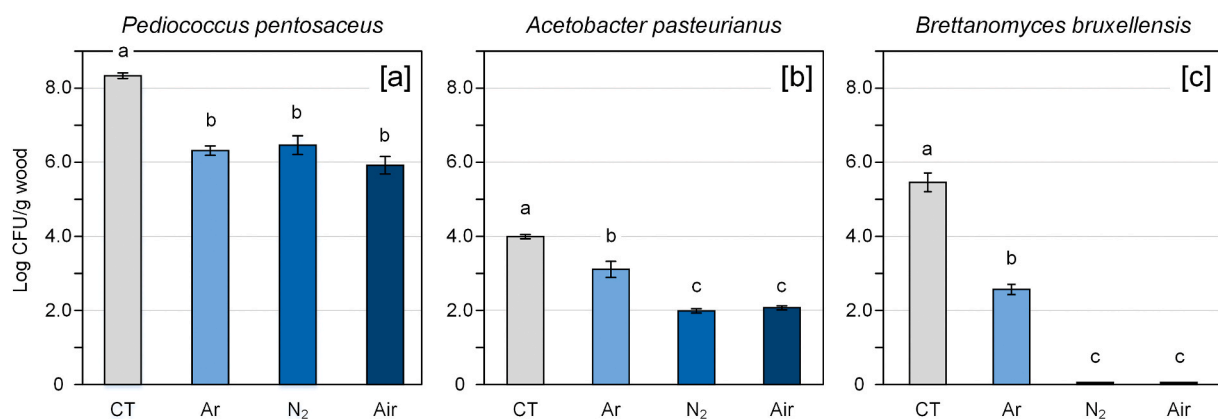 Pediococcus pentosaceus
Acetobacter pasteurianus
Brettanomyces bruxellensis
Log CFU/g wood
[a]
8.0
6.0
4.0
2.0
0
a
b
b
b
CT
Ar
N₂
Air
[b]
8.0
6.0
4.0
2.0
0
a
b
c
c
CT
Ar
N₂
Air
[c]
8.0
6.0
4.0
2.0
0
a
b
c
c
CT
Ar
N₂
Air